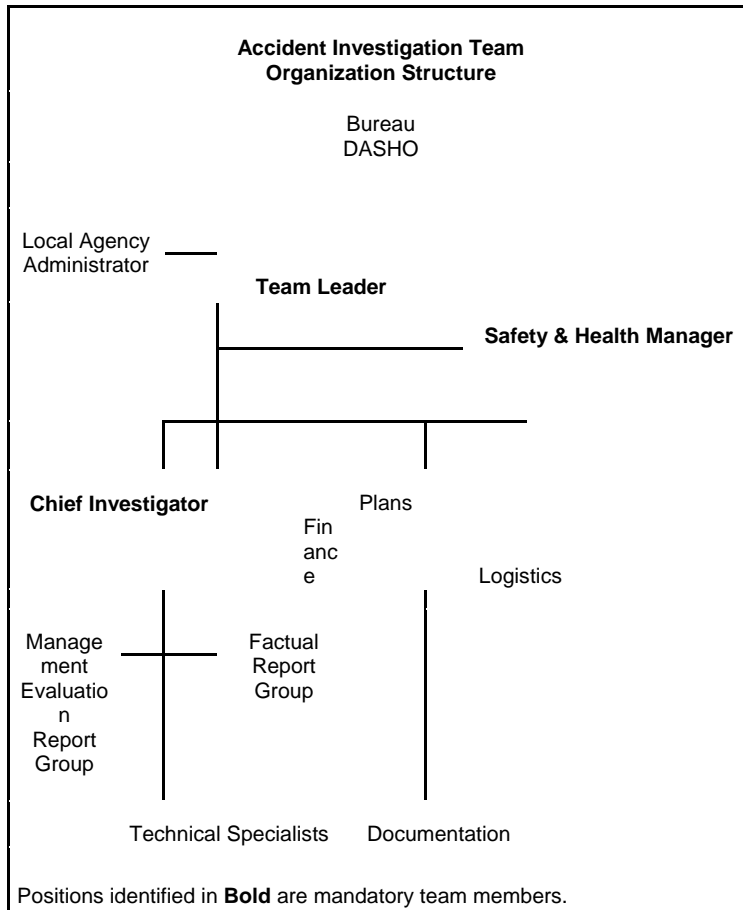 Accident Investigation Team
Organization Structure
Bureau
DASHO
Local Agency
Administrator
Team Leader
Safety & Health Manager
Chief Investigator
Plans
Fin
anc
e
Logistics
Manage
ment
Evaluatio
n
Report
Group
Factual
Report
Group
Technical Specialists
Documentation
Positions identified in Bold are mandatory team members.